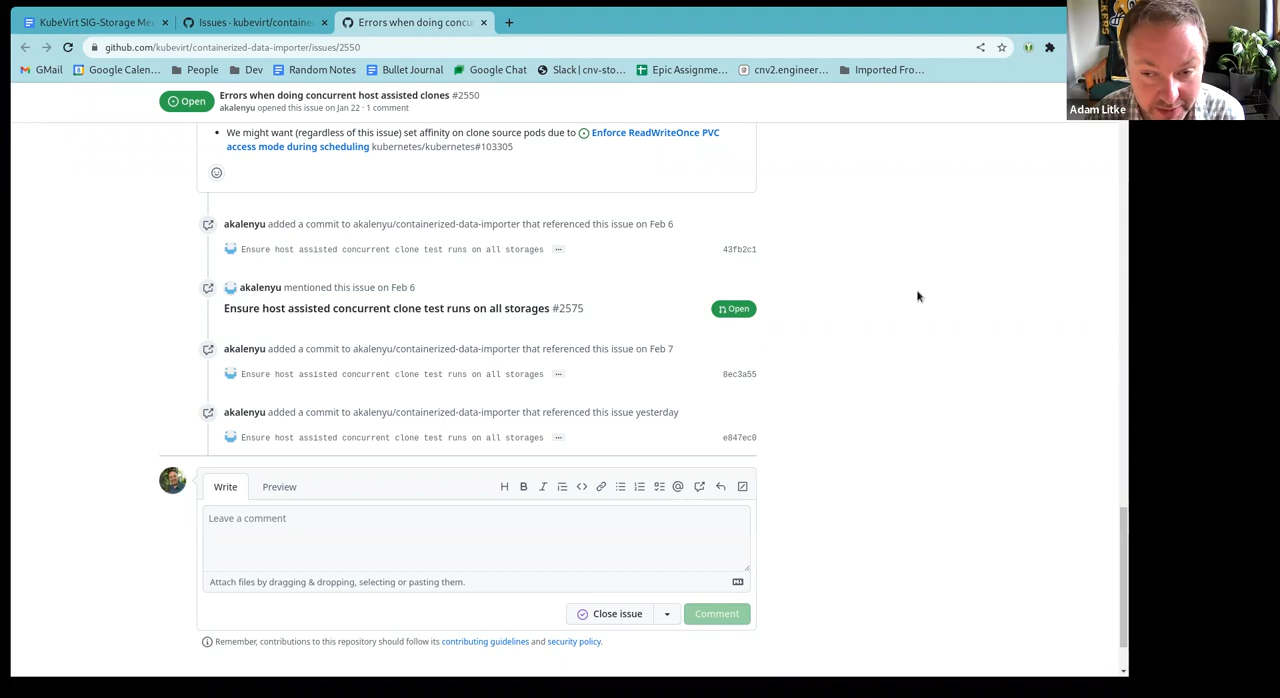 KubeVirt SIG-Storage Me
Issues · kubevirt/containe
Errors when doing concu
github.com/kubevirt/containerized-data-importer/issues/2550
GMail
Google Calen...
People
Dev
Random Notes
Bullet Journal
Google Chat
Slack | cnv-sto...
Epic Assignme...
cnv2.engineer...
Imported Fro...
Adam Litke
Open
Errors when doing concurrent host assisted clones #2550
akalenyu opened this issue on Jan 22 · 1 comment
• We might want (regardless of this issue) set affinity on clone source pods due to Enforce ReadWriteOnce PVC
access mode during scheduling kubernetes/kubernetes#103305
akalenyu added a commit to akalenyu/containerized-data-importer that referenced this issue on Feb 6
Ensure host assisted concurrent clone test runs on all storages ... 43fb2c1
akalenyu mentioned this issue on Feb 6
Ensure host assisted concurrent clone test runs on all storages #2575 Open
akalenyu added a commit to akalenyu/containerized-data-importer that referenced this issue on Feb 7
Ensure host assisted concurrent clone test runs on all storages ... 8ec3a55
akalenyu added a commit to akalenyu/containerized-data-importer that referenced this issue yesterday
Ensure host assisted concurrent clone test runs on all storages ... e847ec0
Write Preview
Leave a comment
Attach files by dragging & dropping, selecting or pasting them.
Close issue Comment
Remember, contributions to this repository should follow its contributing guidelines and security policy.